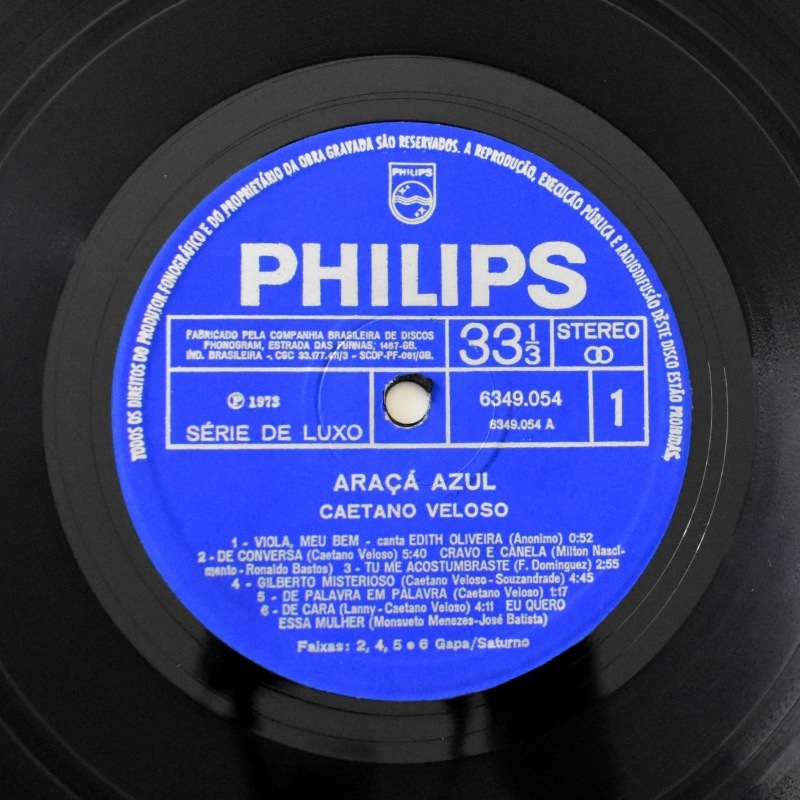 TODOS OS DIREITOS DO PRODUTOR FONOGRÁFICO E DO PROPRIETÁRIO DA OBRA GRAVADA SÃO RESERVADOS. A REPRODUÇÃO, EXECUÇÃO PÚBLICA E RADIODIFUSÃO DÊSTE DISCO ESTÃO PROIBIDAS.
PHILIPS
PHILIPS
FABRICADO PELA COMPANHIA BRASILEIRA DE DISCOS
PHONOGRAM, ESTRADA DAS FURNAS, 1467-GB.
IND. BRASILEIRA -. CGC 33.177.411/3 - SCDP-PF-001/GB.
33 1/3
STEREO
℗ 1973
SÉRIE DE LUXO
6349.054
6349.054 A
1
ARAÇÁ AZUL
CAETANO VELOSO
1 - VIOLA, MEU BEM - canta EDITH OLIVEIRA (Anonimo) 0:52
2 - DE CONVERSA (Caetano Veloso) 5:40 CRAVO E CANELA (Milton Nasci-
mento - Ronaldo Bastos) 3 - TU ME ACOSTUMBRASTE (F. Dominguez) 2:55
4 - GILBERTO MISTERIOSO (Caetano Veloso - Souzandrade) 4:45
5 - DE PALAVRA EM PALAVRA (Caetano Veloso) 1:17
6 - DE CARA (Lanny - Caetano Veloso) 4:11 EU QUERO
ESSA MULHER (Monsueto Menezes-José Batista)
Faixas: 2, 4, 5 e 6 Gapa/Saturno